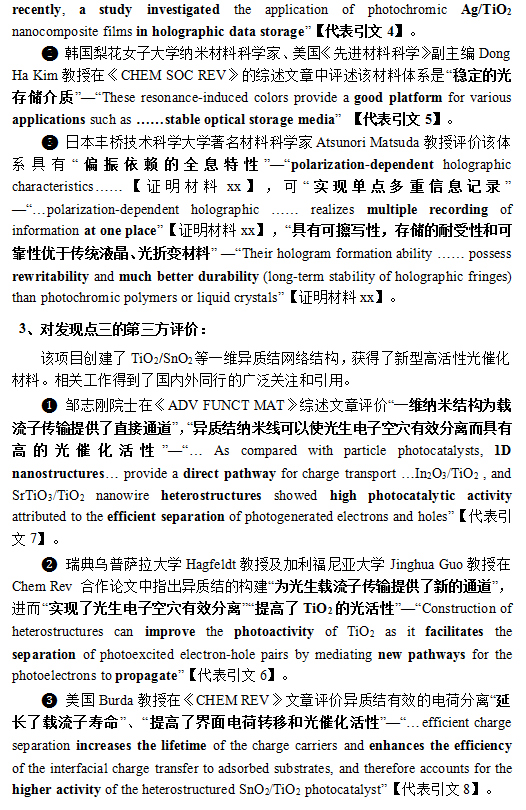 recently, a study investigated the application of photochromic Ag/TiO2
nanocomposite films in holographic data storage”【代表引文 4】。
❷ 韩国梨花女子大学纳米材料科学家、美国《先进材料科学》副主编 Dong
Ha Kim 教授在《CHEM SOC REV》的综述文章中评述该材料体系是“稳定的光
存储介质”—“These resonance-induced colors provide a good platform for various
applications such as ……stable optical storage media” 【代表引文 5】。
❸ 日本丰桥技术科学大学著名材料科学家 Atsunori Matsuda 教授评价该体
系具有“偏振依赖的全息特性”—“polarization-dependent holographic
characteristics……【证明材料 xx】，可“实现单点多重信息记录”
—“…polarization-dependent holographic …… realizes multiple recording of
information at one place”【证明材料 xx】，“具有可擦写性，存储的耐受性和可
靠性优于传统液晶、光折变材料” —“Their hologram formation ability …… possess
rewritability and much better durability (long-term stability of holographic fringes)
than photochromic polymers or liquid crystals”【证明材料 xx】。
3、对发现点三的第三方评价：
该项目创建了 TiO2/SnO2 等一维异质结网络结构，获得了新型高活性光催化
材料。相关工作得到了国内外同行的广泛关注和引用。
❶ 邹志刚院士在《ADV FUNCT MAT》综述文章评价“一维纳米结构为载
流子传输提供了直接通道”，“异质结纳米线可以使光生电子空穴有效分离而具有
高的光催化活性”—“… As compared with particle photocatalysts, 1D
nanostructures… provide a direct pathway for charge transport …In2O3/TiO2 , and
SrTiO3/TiO2 nanowire heterostructures showed high photocatalytic activity
attributed to the efficient separation of photogenerated electrons and holes”【代表引
文 7】。
❷ 瑞典乌普萨拉大学 Hagfeldt 教授及加利福尼亚大学 Jinghua Guo 教授在
Chem Rev 合作论文中指出异质结的构建“为光生载流子传输提供了新的通道”，
进而“实现了光生电子空穴有效分离”“提高了 TiO2 的光活性”—“Construction of
heterostructures can improve the photoactivity of TiO2 as it facilitates the
separation of photoexcited electron-hole pairs by mediating new pathways for the
photoelectrons to propagate”【代表引文 6】。
❸ 美国 Burda 教授在《CHEM REV》文章评价异质结有效的电荷分离“延
长了载流子寿命”、“提高了界面电荷转移和光催化活性”—“… efficient charge
separation increases the lifetime of the charge carriers and enhances the efficiency
of the interfacial charge transfer to adsorbed substrates, and therefore accounts for the
higher activity of the heterostructured SnO2/TiO2 photocatalyst”【代表引文 8】。